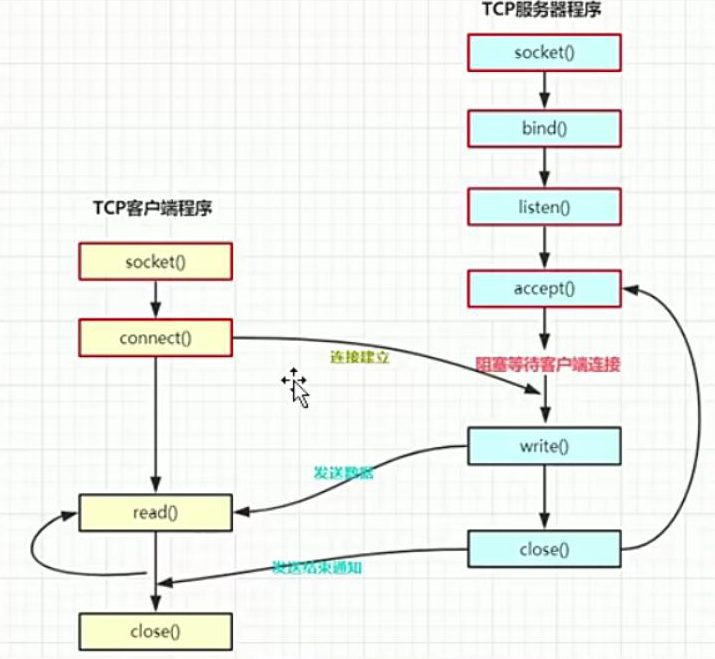 TCP服务器程序
socket()
bind()
listen()
TCP客户端程序
socket()
accept()
connect()
连接建立
阻塞等待客户端连接
write()
发送数据
read()
close()
发送结束通知
close()